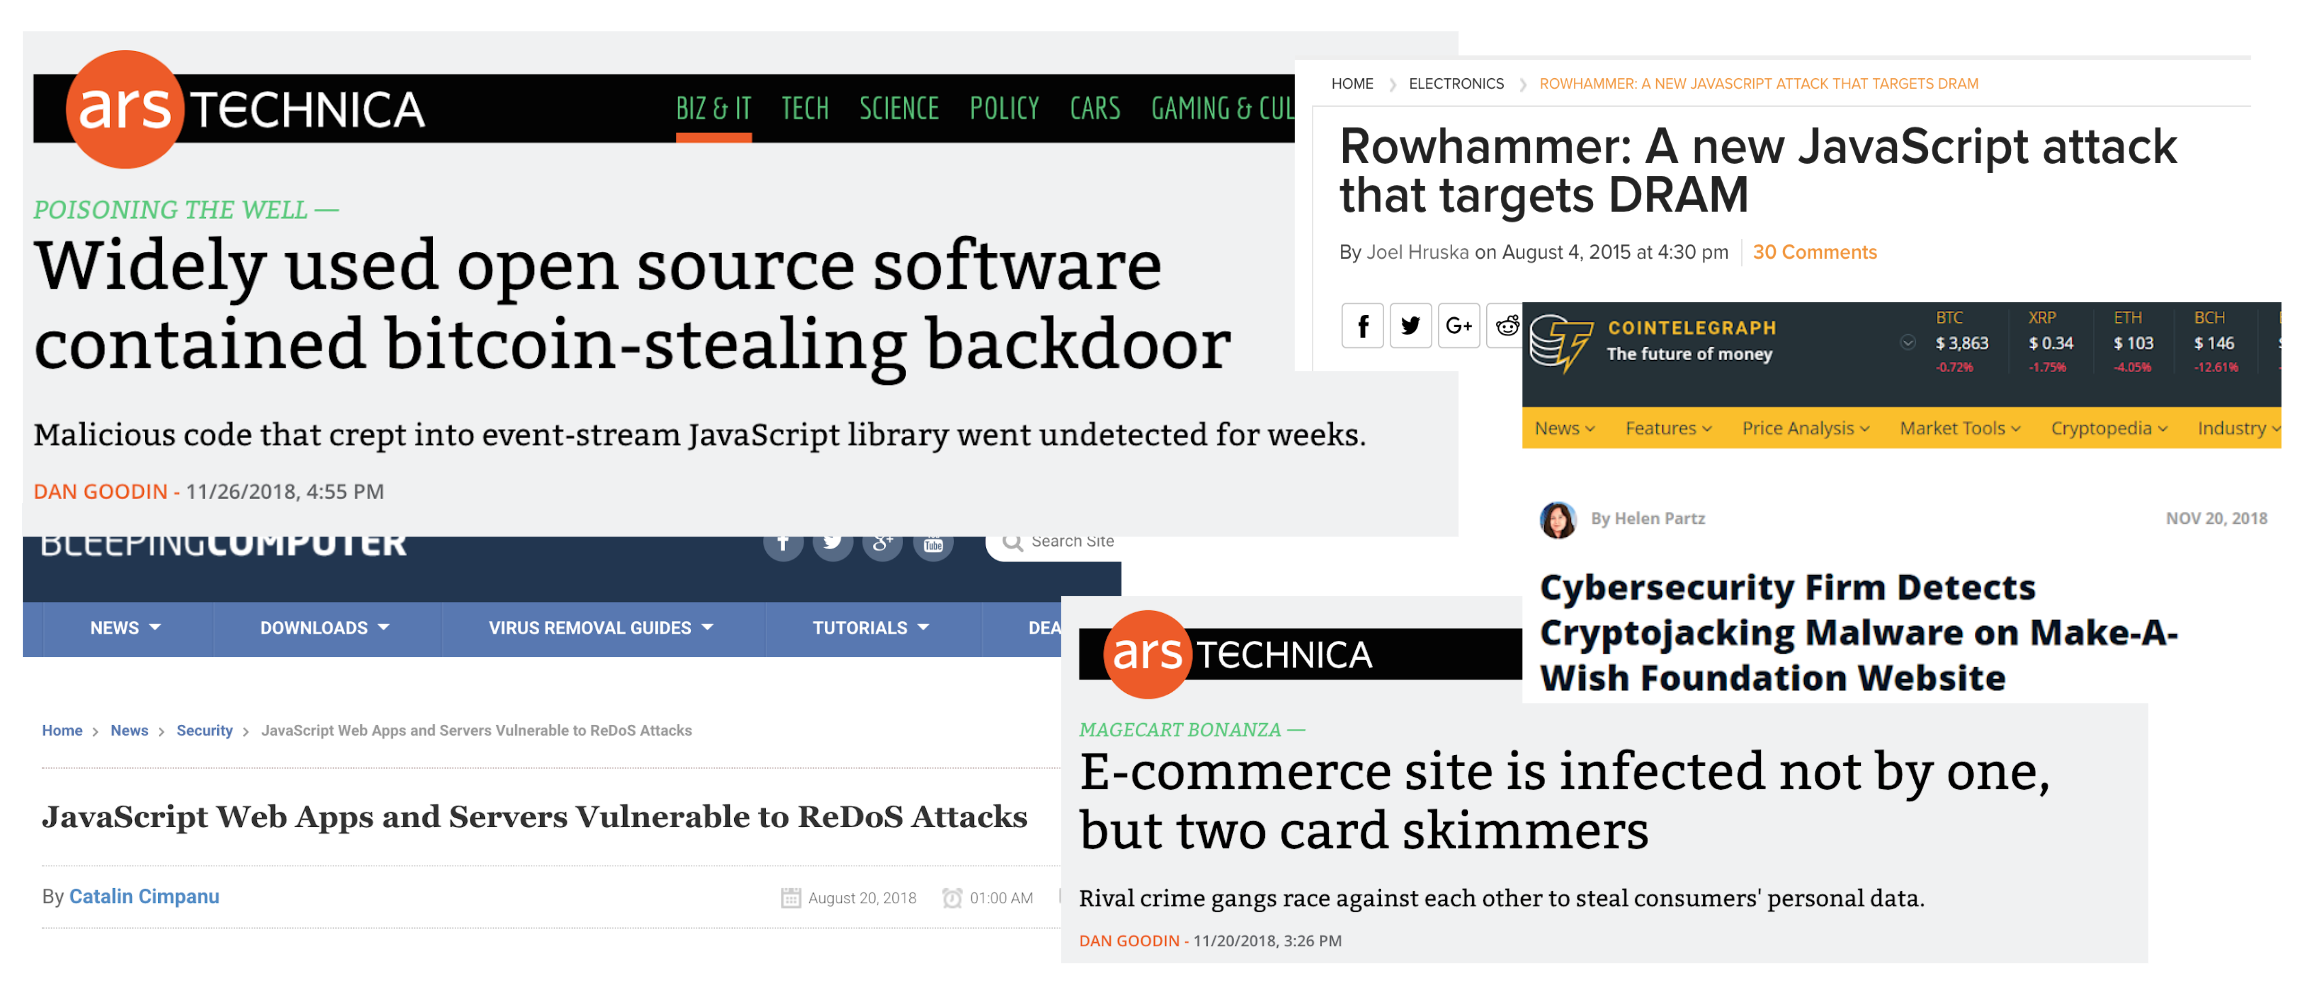 ars TECHNICA
BIZ & IT TECH SCIENCE POLICY CARS GAMING & CUL
POISONING THE WELL —
Widely used open source software
contained bitcoin-stealing backdoor
Malicious code that crept into event-stream JavaScript library went undetected for weeks.
DAN GOODIN - 11/26/2018, 4:55 PM
HOME > ELECTRONICS > ROWHAMMER: A NEW JAVASCRIPT ATTACK THAT TARGETS DRAM
Rowhammer: A new JavaScript attack
that targets DRAM
By Joel Hruska on August 4, 2015 at 4:30 pm 30 Comments
f G+
COINTELEGRAPH
The future of money
BTC XRP ETH BCH
$ 3,863 $ 0.34 $ 103 $ 146
-0.72% -1.75% -4.05% -12.61%
News Features Price Analysis Market Tools Cryptopedia Industry
By Helen Partz NOV 20, 2018
Cybersecurity Firm Detects
Cryptojacking Malware on Make-A-
Wish Foundation Website
BLEEPINGCOMPUTER
f g+ You Tube Search Site
NEWS DOWNLOADS VIRUS REMOVAL GUIDES TUTORIALS DEA
Home > News > Security > JavaScript Web Apps and Servers Vulnerable to ReDoS Attacks
JavaScript Web Apps and Servers Vulnerable to ReDoS Attacks
By Catalin Cimpanu August 20, 2018 01:00 AM
ars TECHNICA
MAGECART BONANZA —
E-commerce site is infected not by one,
but two card skimmers
Rival crime gangs race against each other to steal consumers' personal data.
DAN GOODIN - 11/20/2018, 3:26 PM